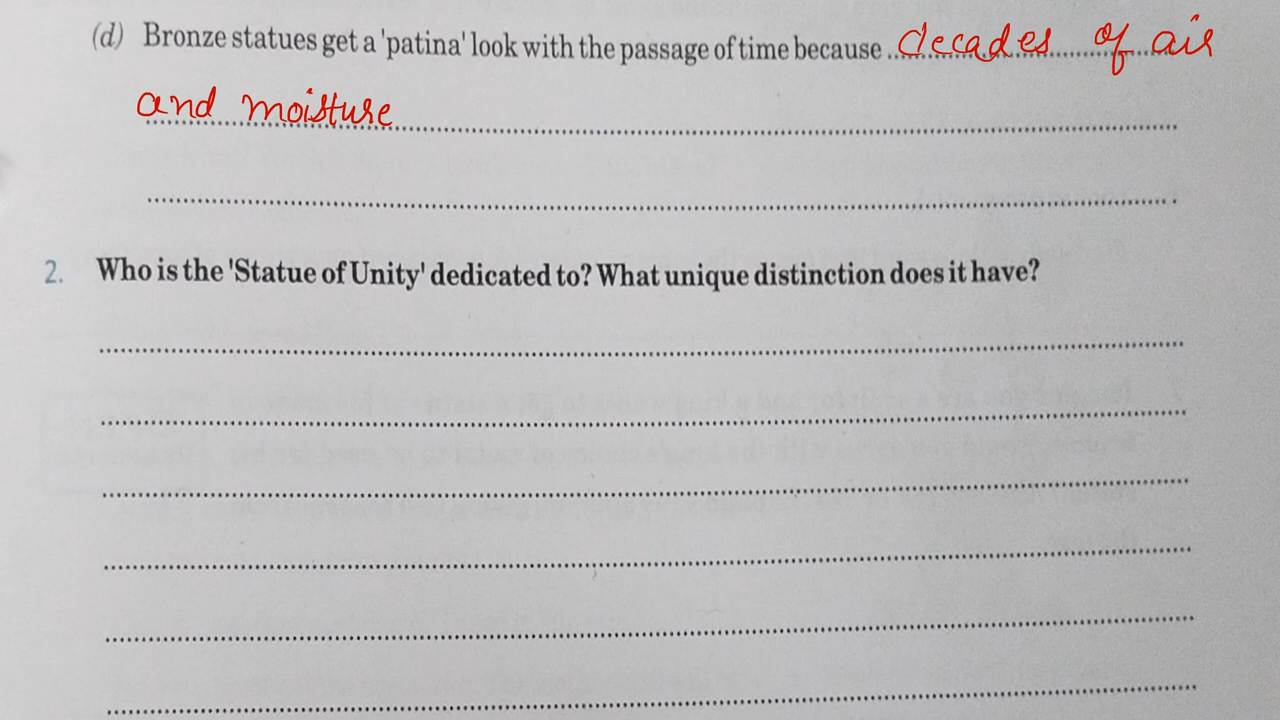 (d) Bronze statues get a 'patina' look with the passage of time because decades of air
and moisture
2. Who is the 'Statue of Unity' dedicated to? What unique distinction does it have?